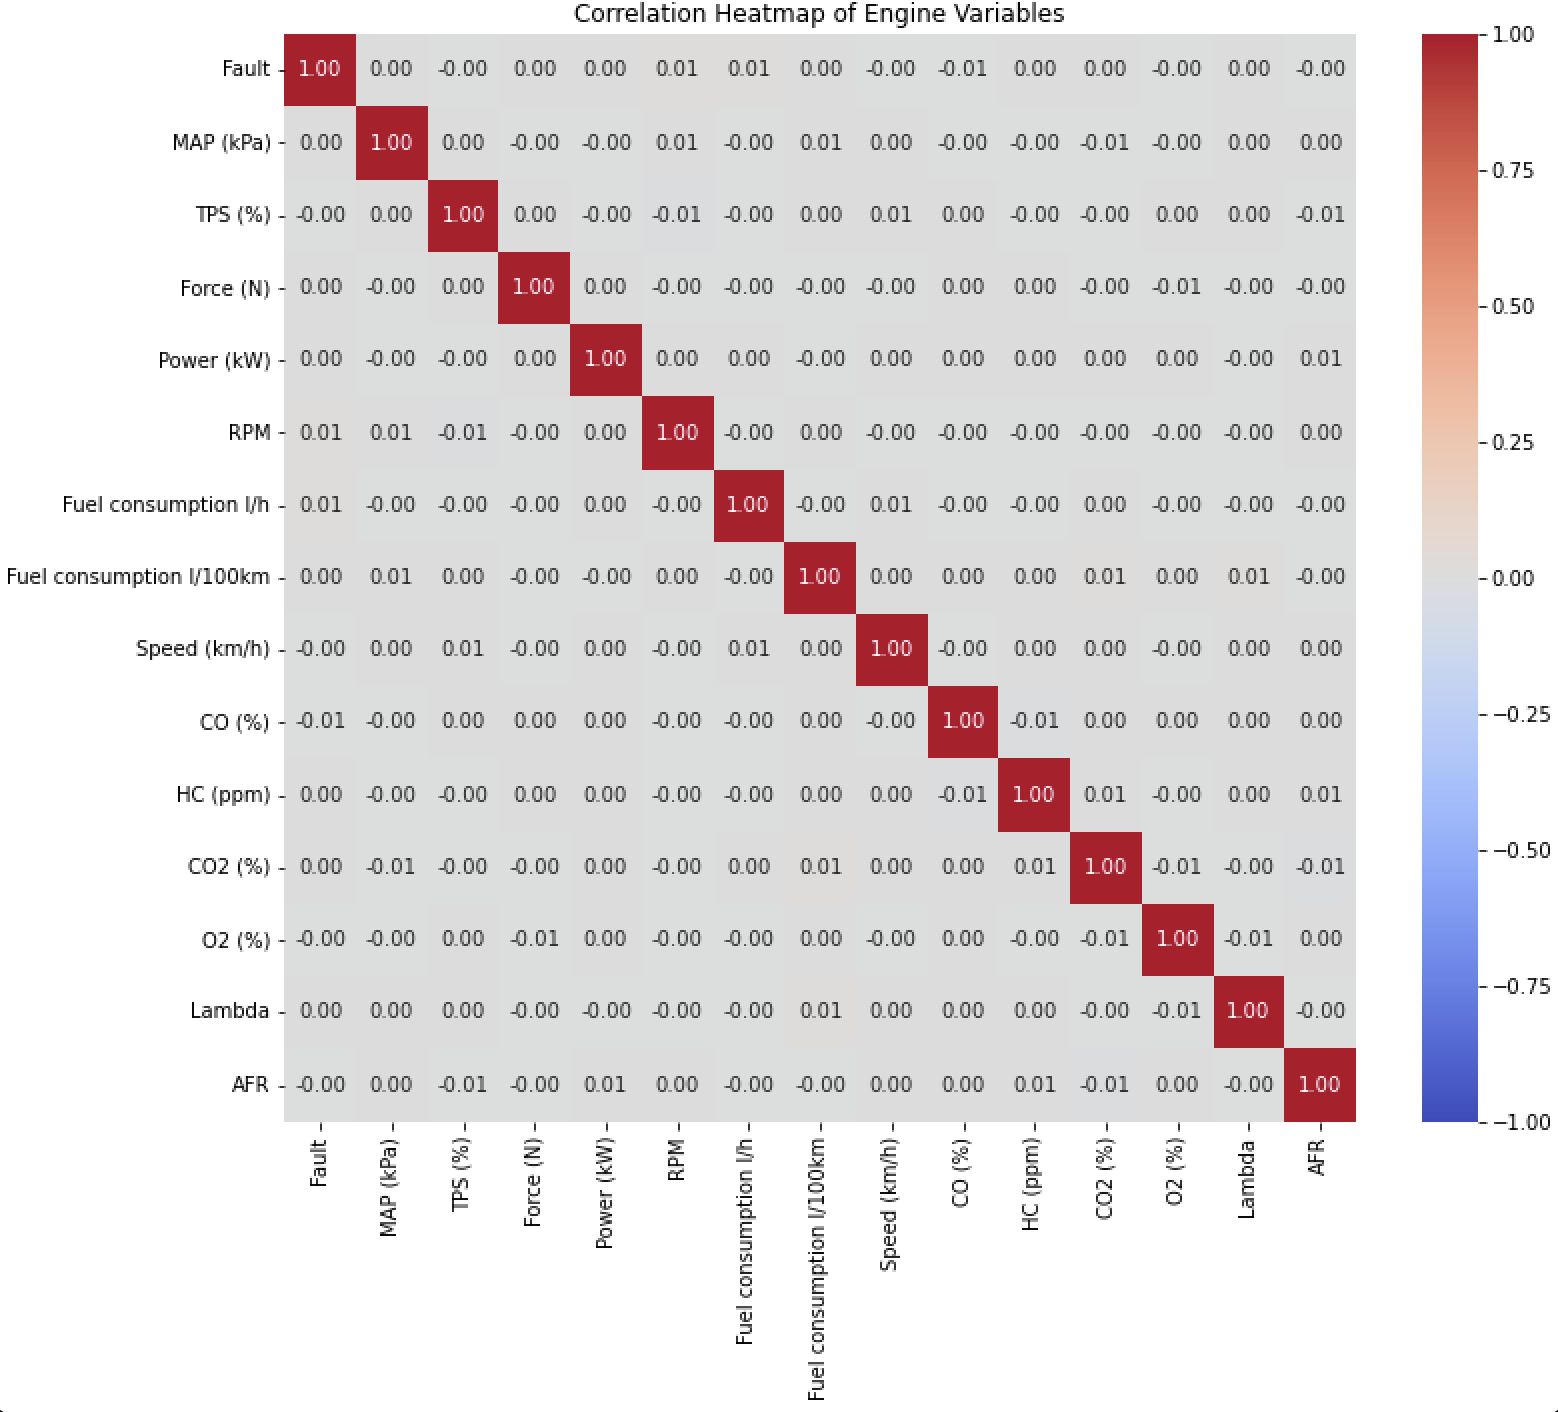 Correlation Heatmap of Engine Variables
Fault 1.00 0.00 -0.00 0.00 0.00 0.01 0.01 0.00 -0.00 -0.01 0.00 0.00 -0.00 0.00 -0.00
MAP (kPa) 0.00 1.00 0.00 -0.00 -0.00 0.01 -0.00 0.01 0.00 -0.00 -0.00 -0.01 -0.00 0.00 0.00
TPS (%) -0.00 0.00 1.00 0.00 -0.00 -0.01 -0.00 0.00 0.01 0.00 -0.00 -0.00 0.00 0.00 -0.01
Force (N) 0.00 -0.00 0.00 1.00 0.00 -0.00 -0.00 -0.00 -0.00 0.00 0.00 -0.00 -0.01 -0.00 -0.00
Power (kW) 0.00 -0.00 -0.00 0.00 1.00 0.00 0.00 -0.00 0.00 0.00 0.00 0.00 0.00 -0.00 0.01
RPM 0.01 0.01 -0.01 -0.00 0.00 1.00 -0.00 0.00 -0.00 -0.00 -0.00 -0.00 -0.00 -0.00 0.00
Fuel consumption l/h 0.01 -0.00 -0.00 -0.00 0.00 -0.00 1.00 -0.00 0.01 -0.00 -0.00 0.00 -0.00 -0.00 -0.00
Fuel consumption l/100km 0.00 0.01 0.00 -0.00 -0.00 0.00 -0.00 1.00 0.00 0.00 0.00 0.01 0.00 0.01 -0.00
Speed (km/h) -0.00 0.00 0.01 -0.00 0.00 -0.00 0.01 0.00 1.00 -0.00 0.00 0.00 -0.00 0.00 0.00
CO (%) -0.01 -0.00 0.00 0.00 0.00 -0.00 -0.00 0.00 -0.00 1.00 -0.01 0.00 0.00 0.00 0.00
HC (ppm) 0.00 -0.00 -0.00 0.00 0.00 -0.00 -0.00 0.00 0.00 -0.01 1.00 0.01 -0.00 0.00 0.01
CO2 (%) 0.00 -0.01 -0.00 -0.00 0.00 -0.00 0.00 0.01 0.00 0.00 0.01 1.00 -0.01 -0.00 -0.01
O2 (%) -0.00 -0.00 0.00 -0.01 0.00 -0.00 -0.00 0.00 -0.00 0.00 -0.00 -0.01 1.00 -0.01 0.00
Lambda 0.00 0.00 0.00 -0.00 -0.00 -0.00 -0.00 0.01 0.00 0.00 0.00 -0.00 -0.01 1.00 -0.00
AFR -0.00 0.00 -0.01 -0.00 0.01 0.00 -0.00 -0.00 0.00 0.00 0.01 -0.01 0.00 -0.00 1.00
Fault
MAP (kPa)
TPS (%)
Force (N)
Power (kW)
RPM
Fuel consumption l/h
Fuel consumption l/100km
Speed (km/h)
CO (%)
HC (ppm)
CO2 (%)
O2 (%)
Lambda
AFR
1.00
0.75
0.50
0.25
0.00
−0.25
−0.50
−0.75
−1.00